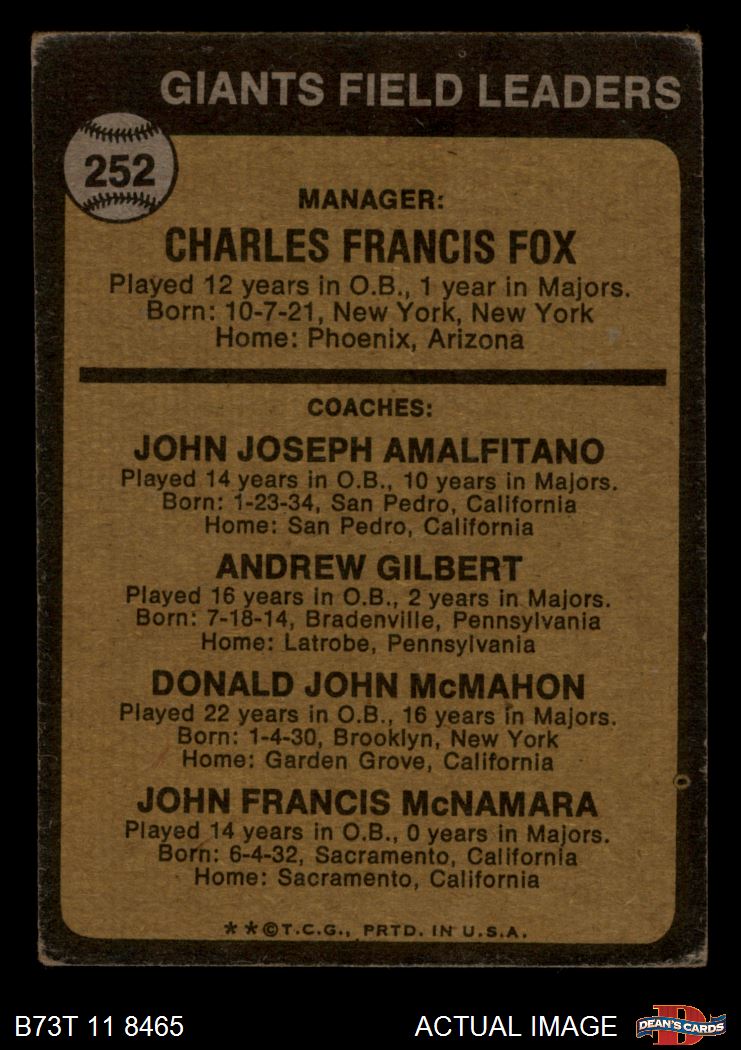 GIANTS FIELD LEADERS
252
MANAGER:
CHARLES FRANCIS FOX
Played 12 years in O.B., 1 year in Majors.
Born: 10-7-21, New York, New York
Home: Phoenix, Arizona
COACHES:
JOHN JOSEPH AMALFITANO
Played 14 years in O.B., 10 years in Majors.
Born: 1-23-34, San Pedro, California
Home: San Pedro, California
ANDREW GILBERT
Played 16 years in O.B., 2 years in Majors.
Born: 7-18-14, Bradenville, Pennsylvania
Home: Latrobe, Pennsylvania
DONALD JOHN McMAHON
Played 22 years in O.B., 16 years in Majors.
Born: 1-4-30, Brooklyn, New York
Home: Garden Grove, California
JOHN FRANCIS McNAMARA
Played 14 years in O.B., 0 years in Majors.
Born: 6-4-32, Sacramento, California
Home: Sacramento, California
**©T.C.G., PRTD. IN U.S.A.
B73T 11 8465 ACTUAL IMAGE
D
DEAN'S CARDS